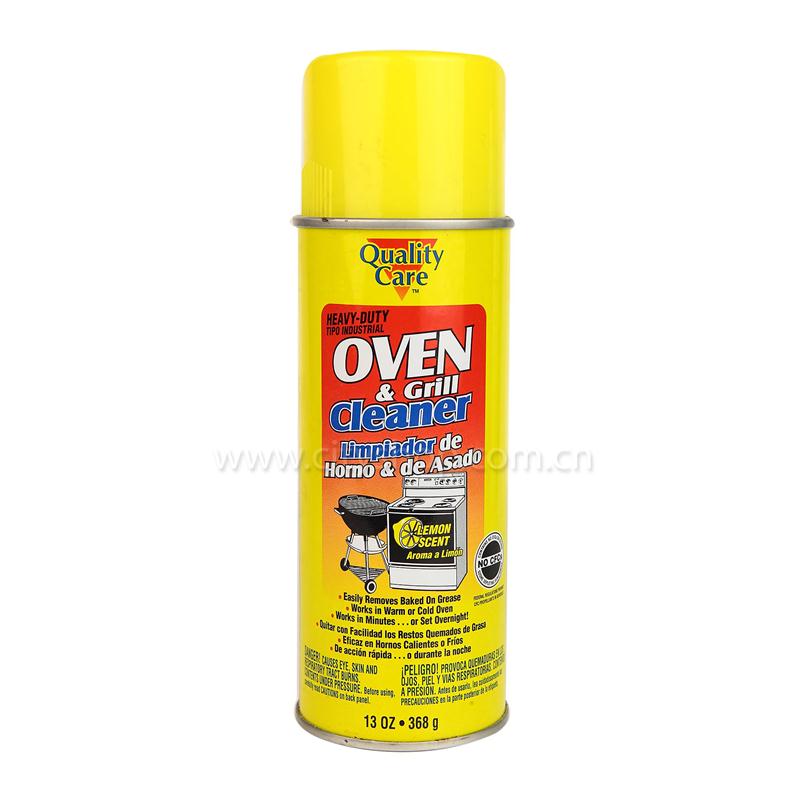 Quality
Care
™
HEAVY-DUTY
TIPO INDUSTRIAL
OVEN
& Grill
Cleaner
Limpiador de
Horno & de Asado
LEMON
SCENT
Aroma a Limón
NO CFC
• Easily Removes Baked On Grease
• Works in Warm or Cold Oven
• Works in Minutes . . . or Set Overnight!
• Quitar con Facilidad los Restos Quemados de Grasa
• Eficaz en Hornos Calientes o Fríos
• De acción rápida . . . o durante la noche
DANGER! CAUSES EYE, SKIN AND
RESPIRATORY TRACT BURNS.
CONTENTS UNDER PRESSURE. Before using,
carefully read CAUTIONS on back panel.
¡PELIGRO! PROVOCA QUEMADURAS EN
OJOS, PIEL Y VIAS RESPIRATORIAS.
A PRESIÓN. Antes de usarlo, lea
PRECAUCIONES en la parte posterior de la etiqueta.
13 OZ • 368 g